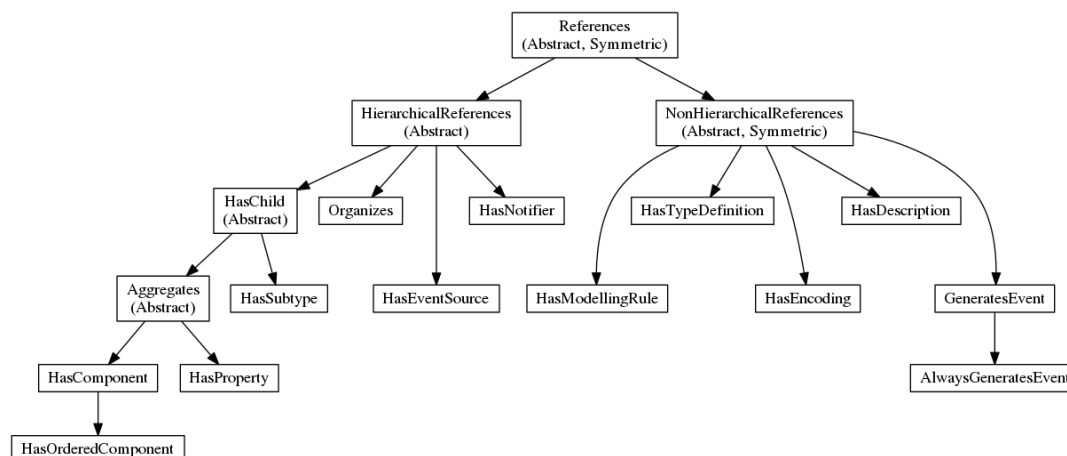 References
(Abstract, Symmetric)
HierarchicalReferences
(Abstract)
NonHierarchicalReferences
(Abstract, Symmetric)
HasChild
(Abstract)
Organizes
HasNotifier
HasTypeDefinition
HasDescription
Aggregates
(Abstract)
HasSubtype
HasEventSource
HasModellingRule
HasEncoding
GeneratesEvent
HasComponent
HasProperty
AlwaysGeneratesEvent
HasOrderedComponent